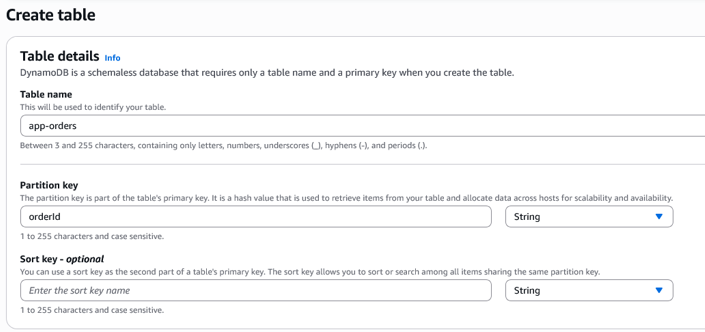 Create table
Table details Info
DynamoDB is a schemaless database that requires only a table name and a primary key when you create the table.
Table name
This will be used to identify your table.
app-orders
Between 3 and 255 characters, containing only letters, numbers, underscores (_), hyphens (-), and periods (.).
Partition key
The partition key is part of the table's primary key. It is a hash value that is used to retrieve items from your table and allocate data across hosts for scalability and availability.
orderId String
1 to 255 characters and case sensitive.
Sort key - optional
You can use a sort key as the second part of a table's primary key. The sort key allows you to sort or search among all items sharing the same partition key.
Enter the sort key name String
1 to 255 characters and case sensitive.